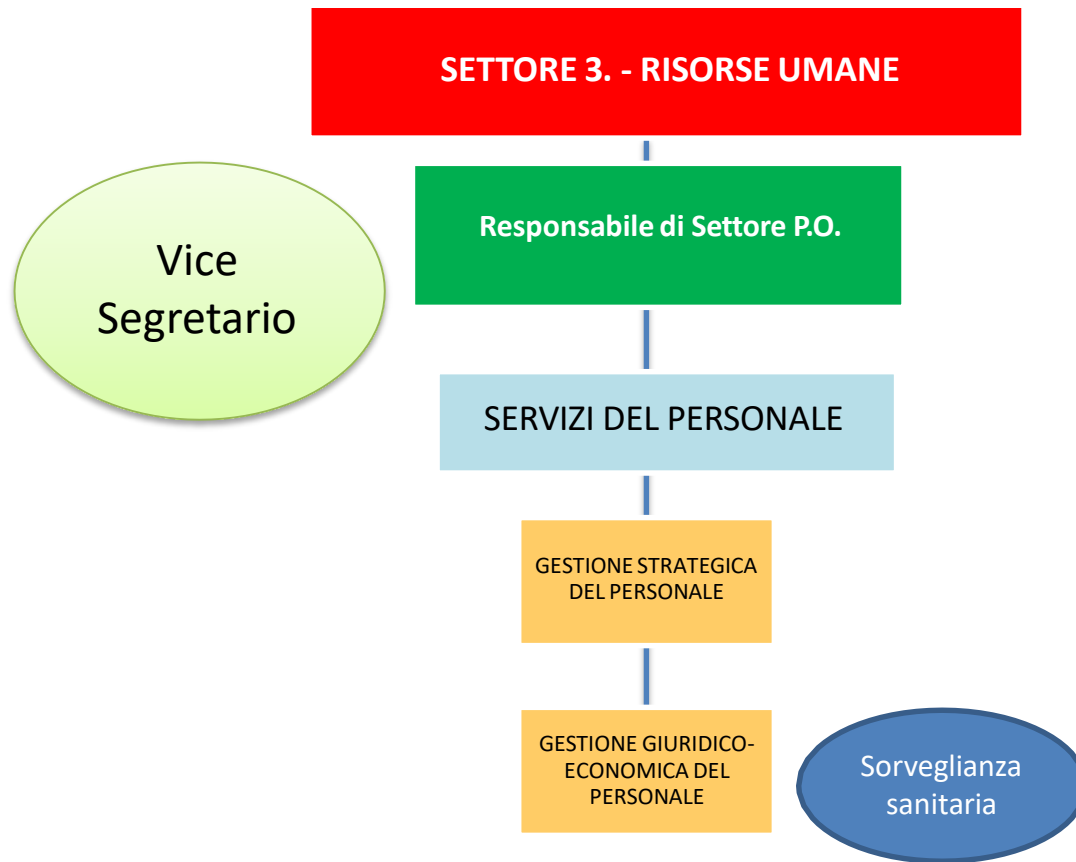 SETTORE 3. - RISORSE UMANE
Responsabile di Settore P.O.
Vice
Segretario
SERVIZI DEL PERSONALE
GESTIONE STRATEGICA
DEL PERSONALE
GESTIONE GIURIDICO-
ECONOMICA DEL
PERSONALE
Sorveglianza
sanitaria